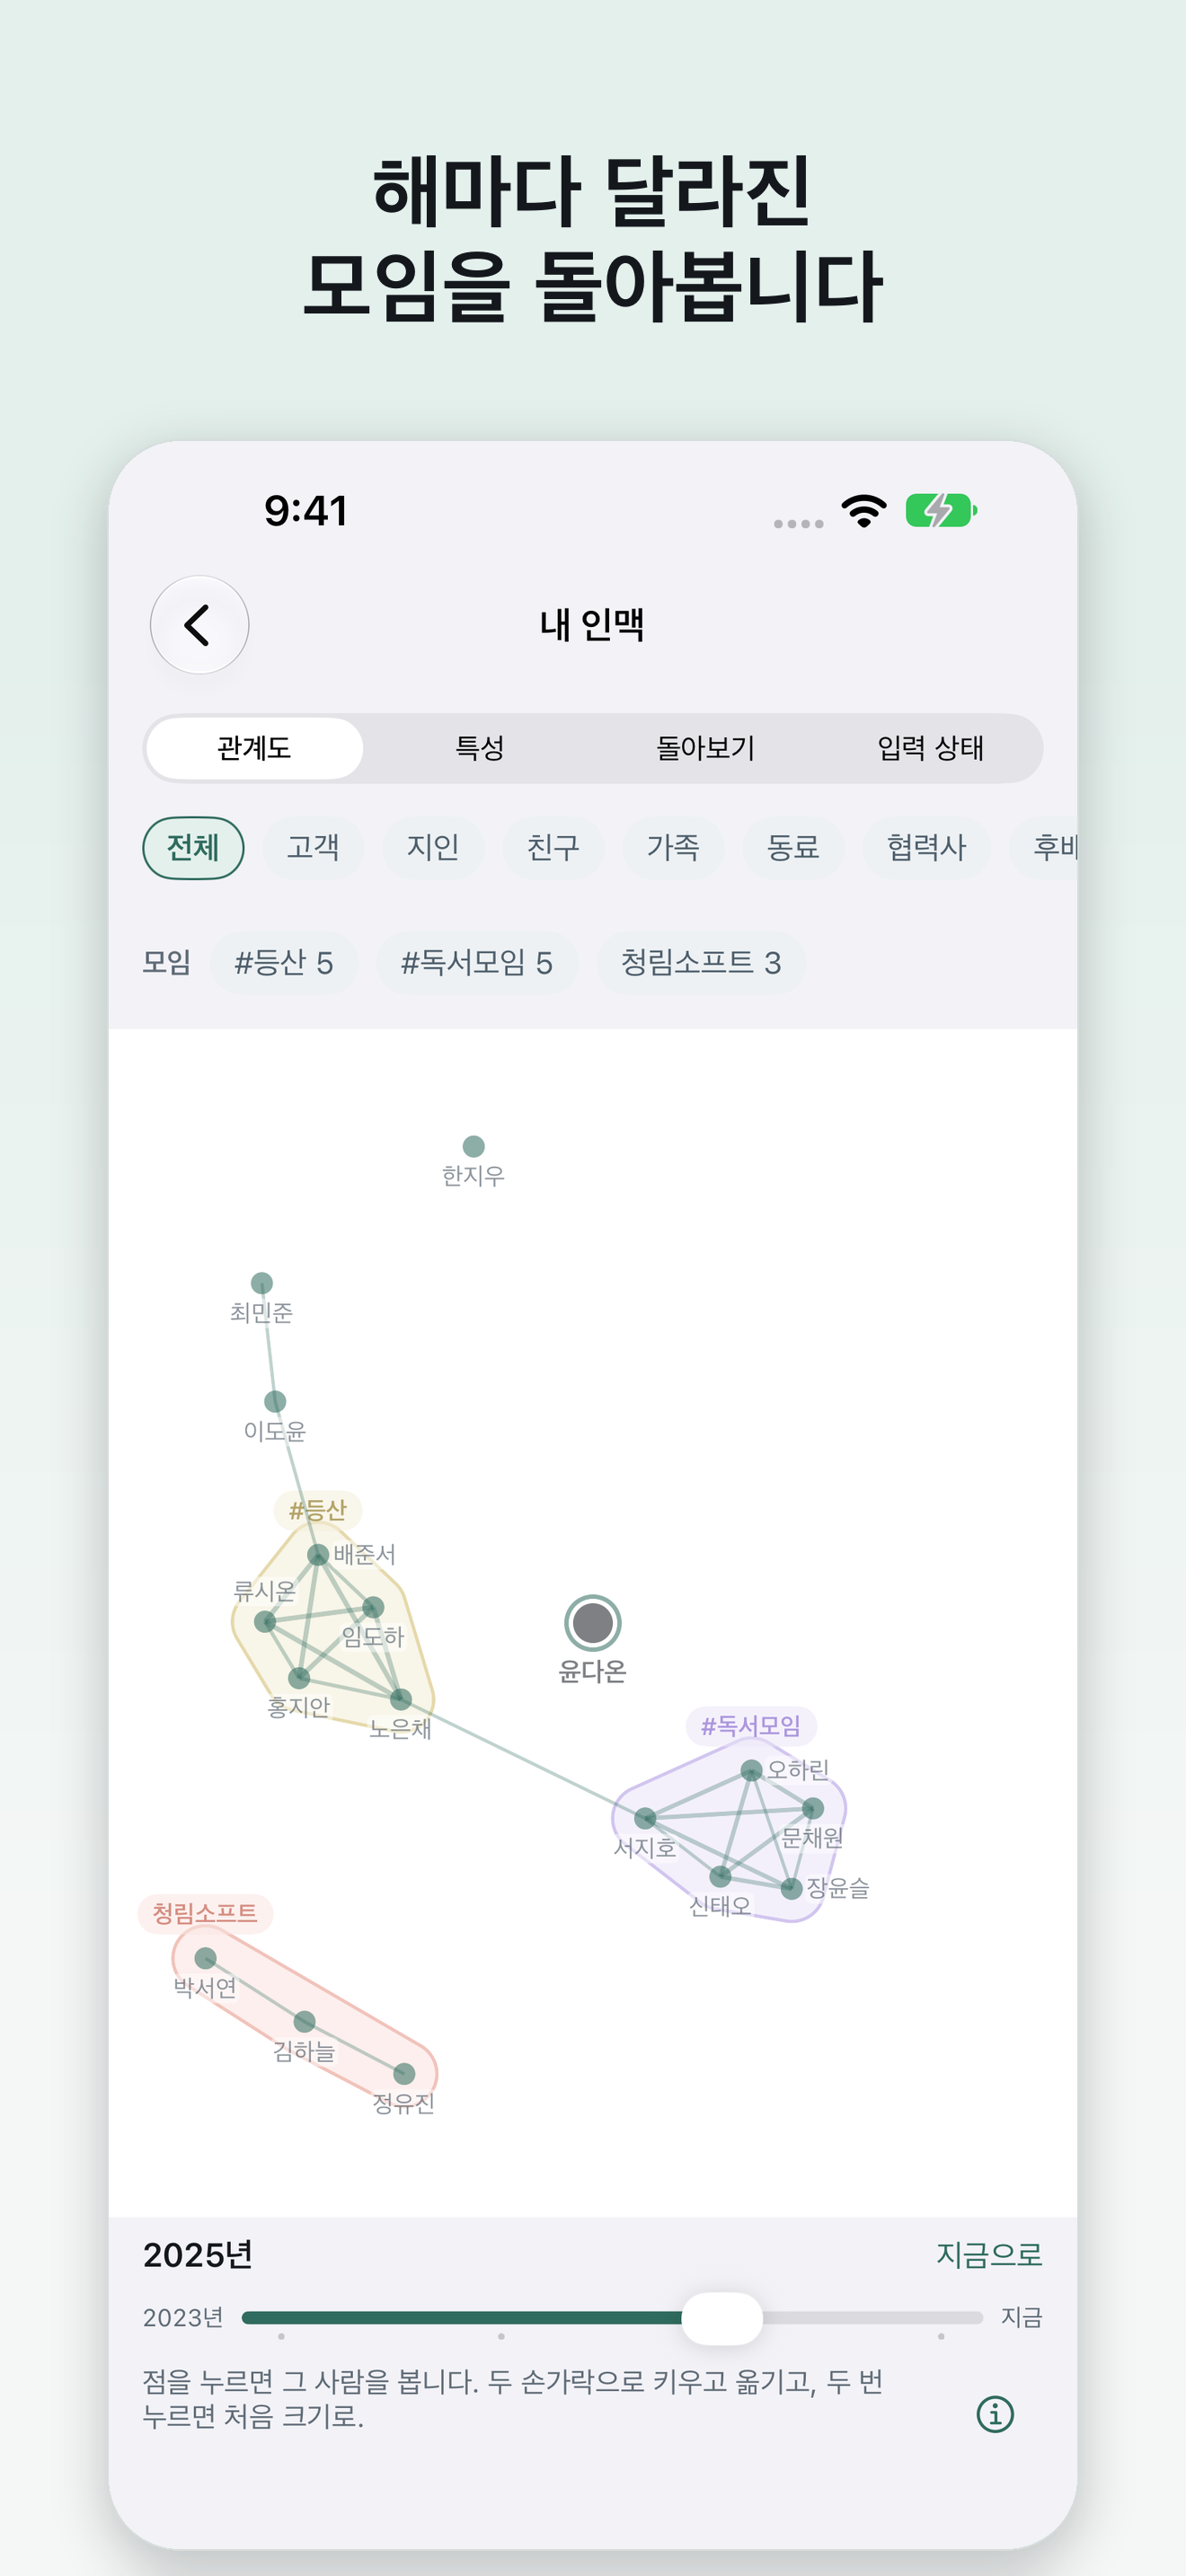 해마다 달라진
모임을 돌아봅니다
9:41
내 인맥
관계도 특성 돌아보기 입력 상태
전체 고객 지인 친구 가족 동료 협력사
모임 #등산 5 #독서모임 5 청림소프트 3
한지우
최민준
이도윤
#등산
배준서
류시온
임도하
홍지안
노은채
윤다온
#독서모임
오하린
문채원
서지호
장윤슬
신태오
청림소프트
박서연
김하늘
정유진
2025년 지금으로
2023년 지금
점을 누르면 그 사람을 봅니다. 두 손가락으로 키우고 옮기고, 두 번
누르면 처음 크기로.